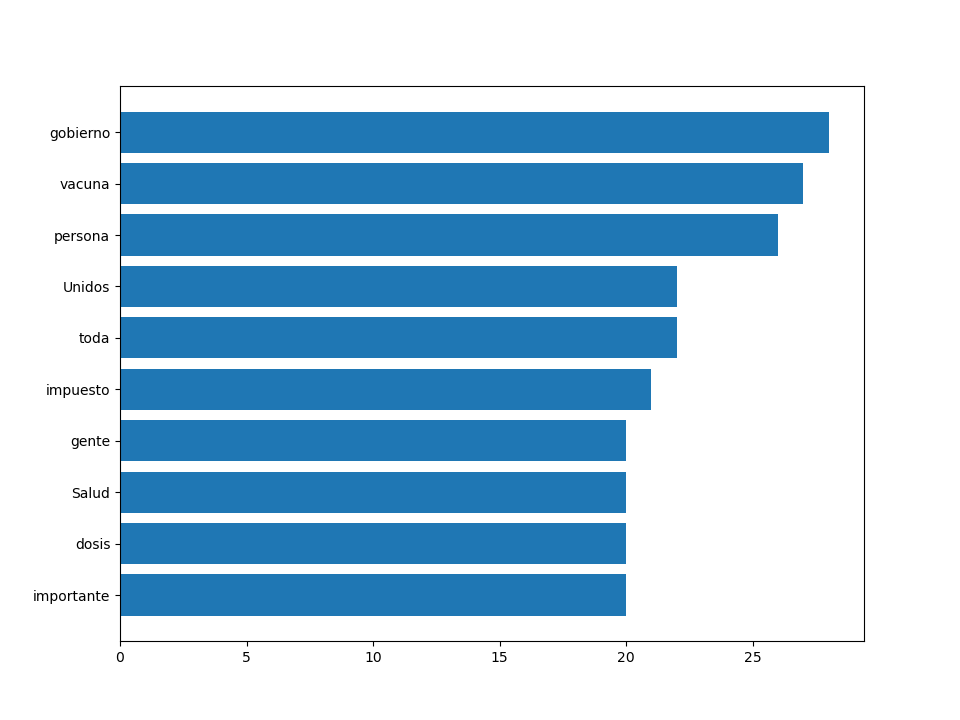 gobierno
vacuna
persona
Unidos
toda
impuesto
gente
Salud
dosis
importante
0 5 10 15 20 25